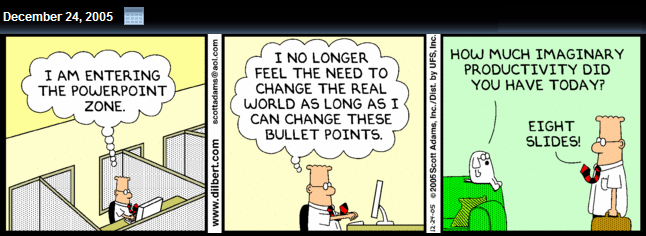 December 24, 2005
I AM ENTERING
THE POWERPOINT
ZONE.
www.dilbert.com scottadams@aol.com
I NO LONGER
FEEL THE NEED TO
CHANGE THE REAL
WORLD AS LONG AS I
CAN CHANGE THESE
BULLET POINTS.
12-24-05 ©2005 Scott Adams, Inc./Dist. by UFS, Inc.
HOW MUCH IMAGINARY
PRODUCTIVITY DID
YOU HAVE TODAY?
EIGHT
SLIDES!